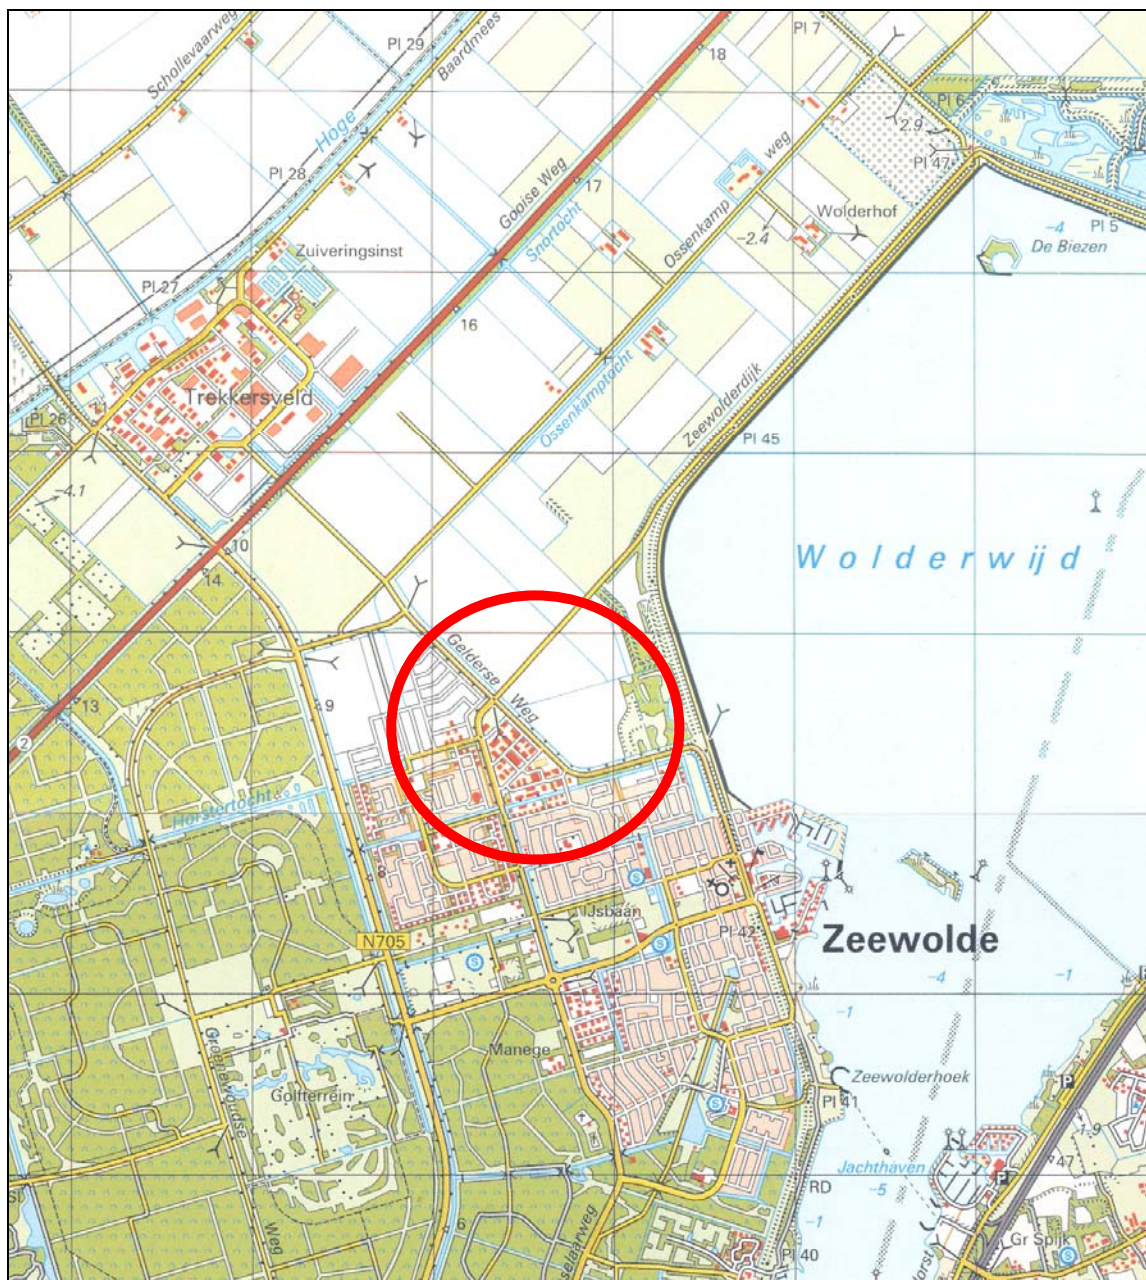 Pl 29
Pl 7
18
Schollevaarweg
Baardmees
Pl 6
Hoge
2.9
Pl 47
Pl 28
Gooise Weg
17
weg
Wolderhof
-4
Pl 5
Snortocht
-2.4
De Biezen
Zuiveringsinst
Ossenkamp
Pl 27
16
Trekkersveld
Ossenkamptocht
Zeewolderdijk
Pl 26
11
Pl 45
-4.1
10
14
Wolderwijd
Gelderse
Weg
9
13
2
Horstertocht
8
S
IJsbaan
Pl 42
Zeewolde
N705
S
S
-4
-1
-1
Groenewoudse
Manege
Zeewolderhoek
P
Golfterrein
Pl 41
S
1.9
Jachthaven
47
-5
P
RD
Weg
6
-1
Gr Spijk
S
Pl 40